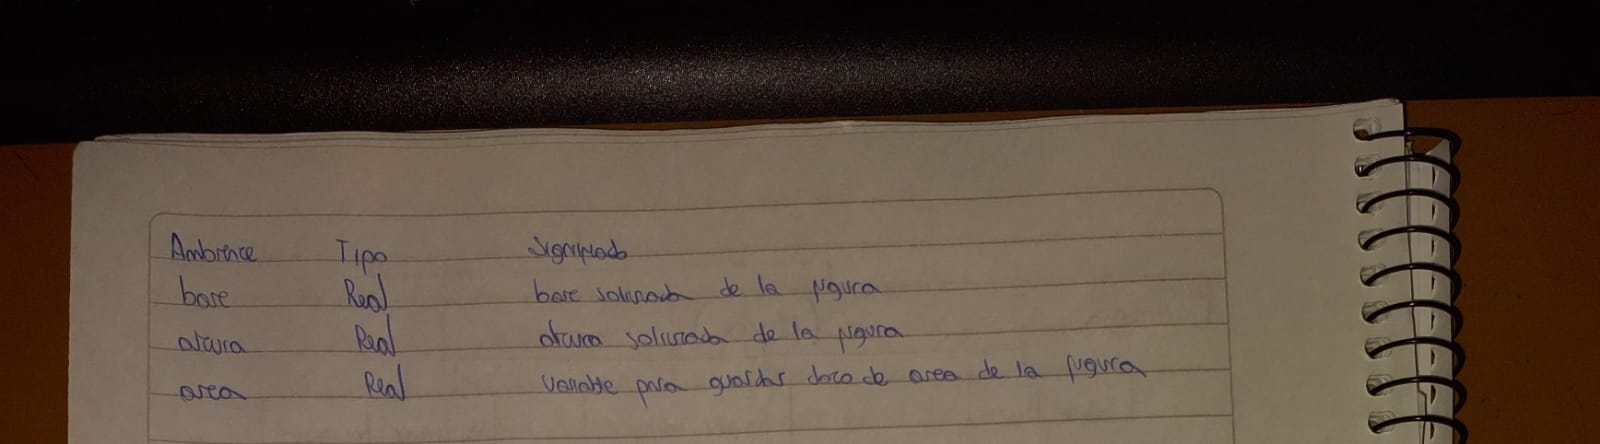 Ambiente Tipo Significado
base Real base solicitada de la figura
altura Real altura solicitada de la figura
area Real variable para guardar dato de area de la figura